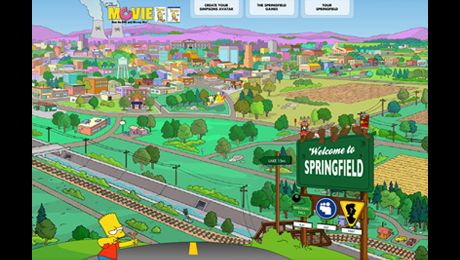 MOVIE
CREATE YOUR
SIMPSONS AVATAR
THE SPRINGFIELD
GAMES
YOUR
SPRINGFIELD
Welcome to
SPRINGFIELD